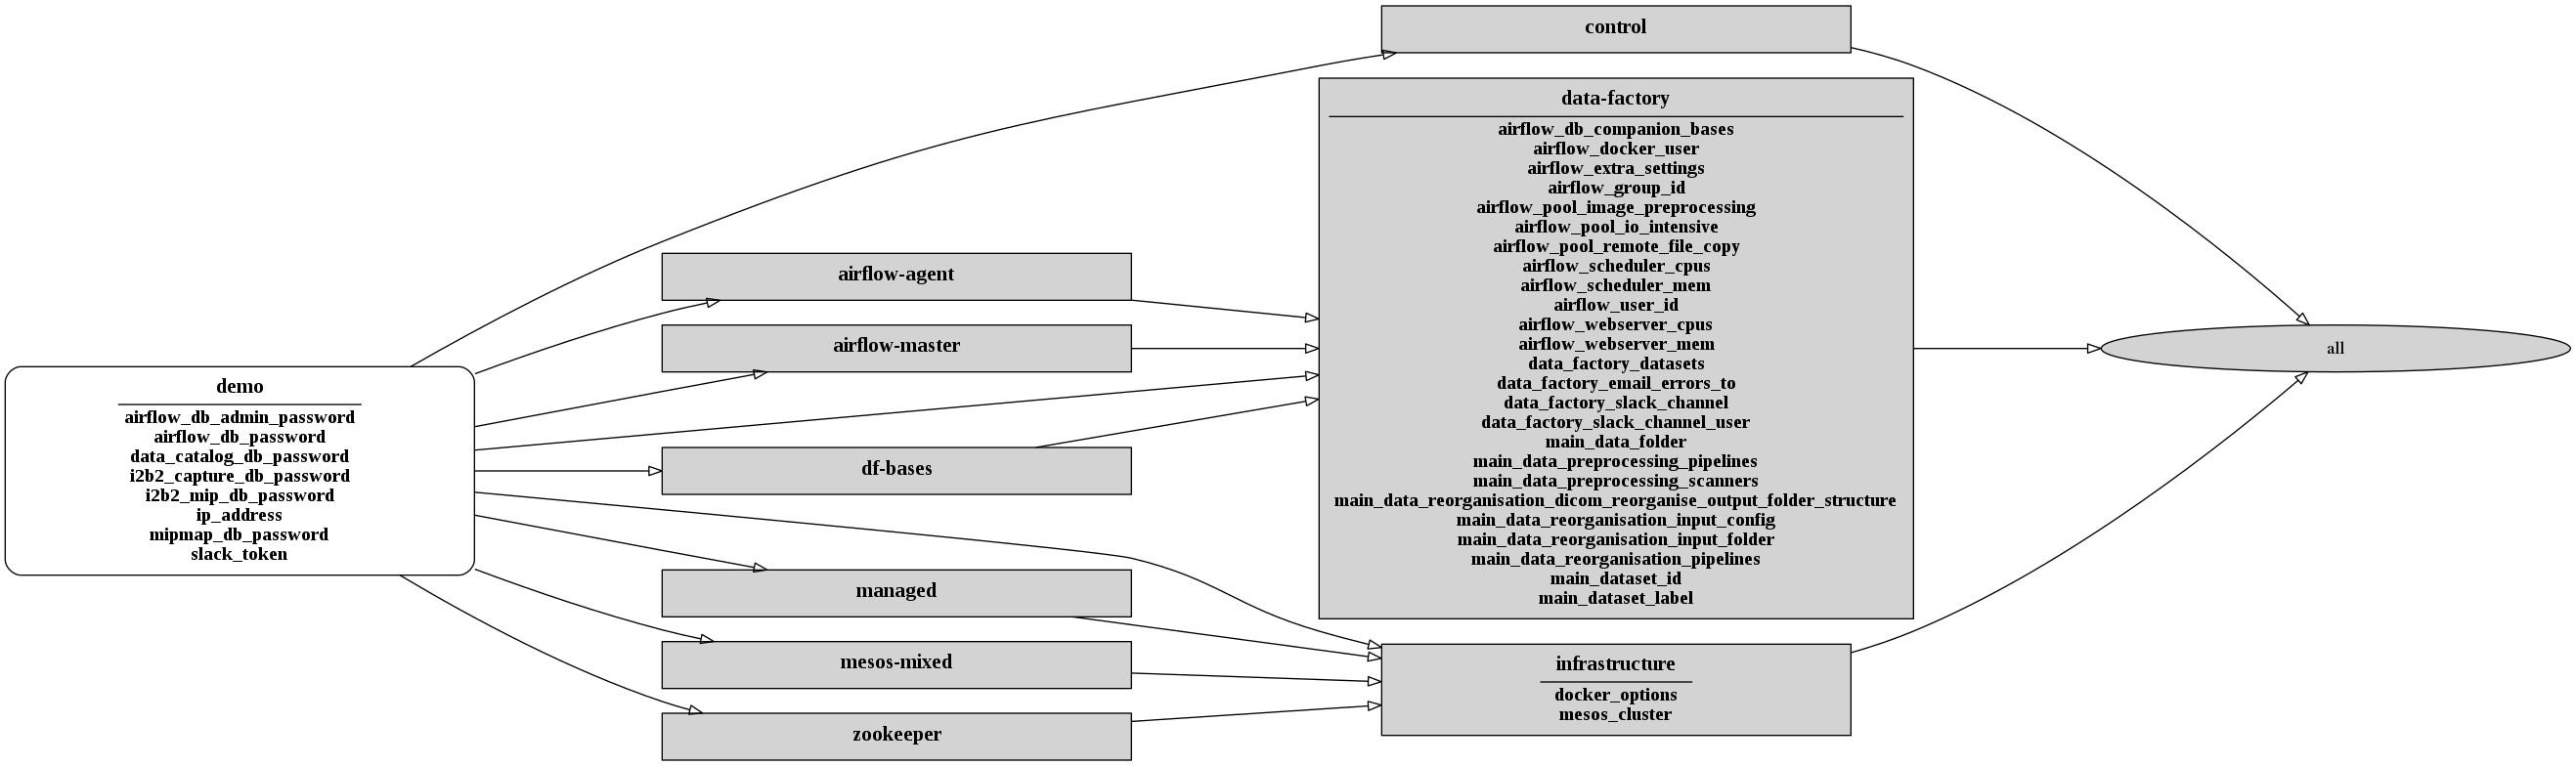 demo
airflow_db_admin_password
airflow_db_password
data_catalog_db_password
i2b2_capture_db_password
i2b2_mip_db_password
ip_address
mipmap_db_password
slack_token
airflow-agent
airflow-master
df-bases
managed
mesos-mixed
zookeeper
control
data-factory
airflow_db_companion_bases
airflow_docker_user
airflow_extra_settings
airflow_group_id
airflow_pool_image_preprocessing
airflow_pool_io_intensive
airflow_pool_remote_file_copy
airflow_scheduler_cpus
airflow_scheduler_mem
airflow_user_id
airflow_webserver_cpus
airflow_webserver_mem
data_factory_datasets
data_factory_email_errors_to
data_factory_slack_channel
data_factory_slack_channel_user
main_data_folder
main_data_preprocessing_pipelines
main_data_preprocessing_scanners
main_data_reorganisation_dicom_reorganise_output_folder_structure
main_data_reorganisation_input_config
main_data_reorganisation_input_folder
main_data_reorganisation_pipelines
main_dataset_id
main_dataset_label
infrastructure
docker_options
mesos_cluster
all